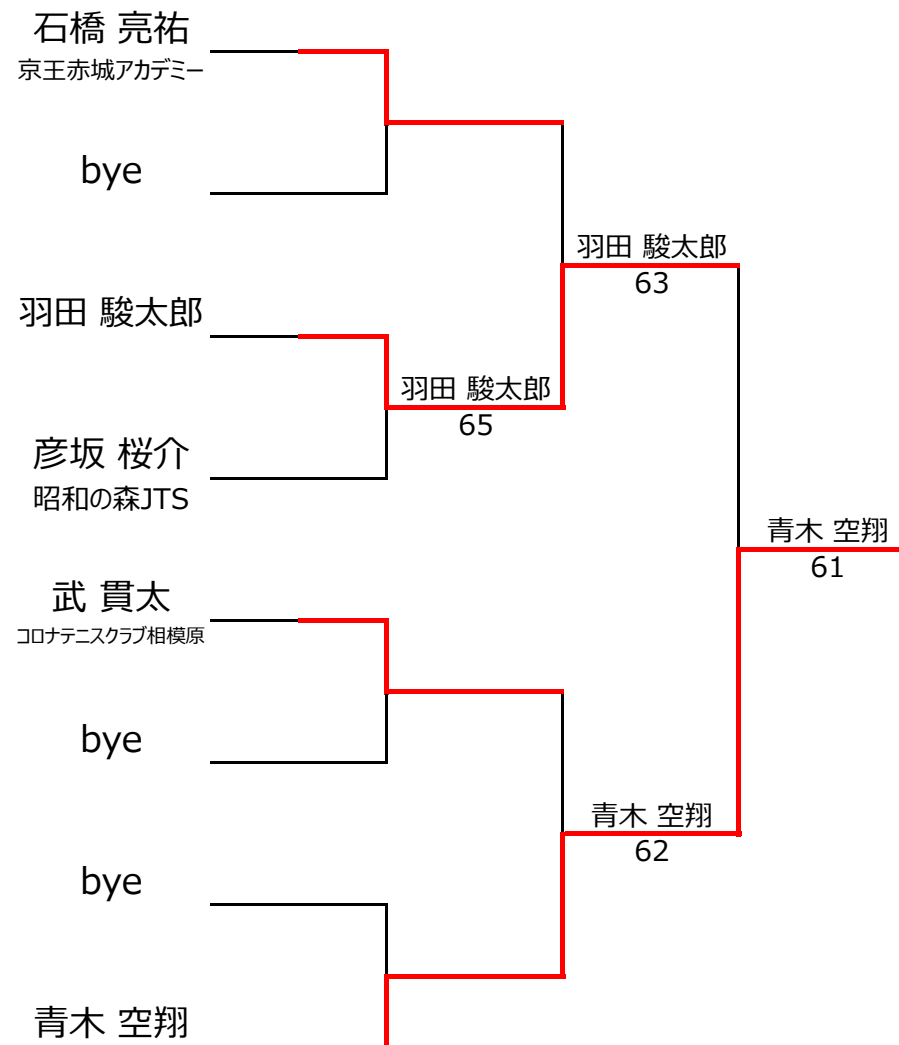 石橋 亮祐
京王赤城アカデミー
bye
羽田 駿太郎
63
羽田 駿太郎
羽田 駿太郎
65
彦坂 桜介
昭和の森JTS
青木 空翔
61
武 貫太
コロナテニスクラブ相模原
bye
青木 空翔
62
bye
青木 空翔